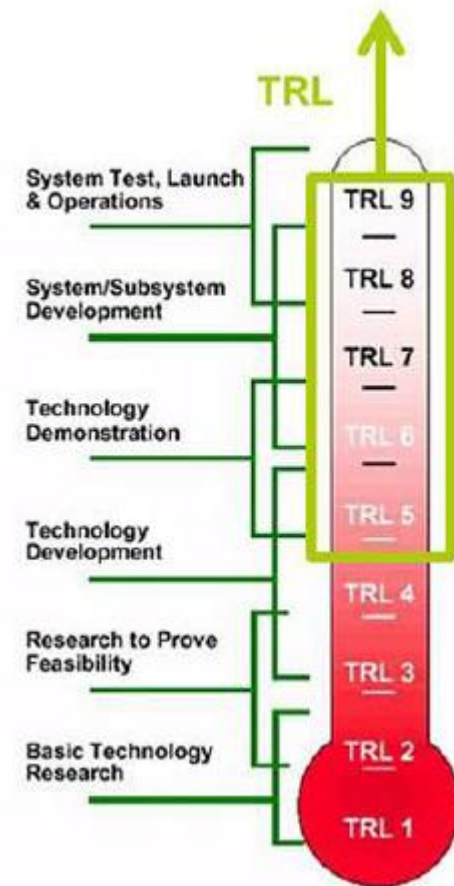 TRL
System Test, Launch
& Operations
System/Subsystem
Development
Technology
Demonstration
Technology
Development
Research to Prove
Feasibility
Basic Technology
Research
TRL 9
TRL 8
TRL 7
TRL 6
TRL 5
TRL 4
TRL 3
TRL 2
TRL 1